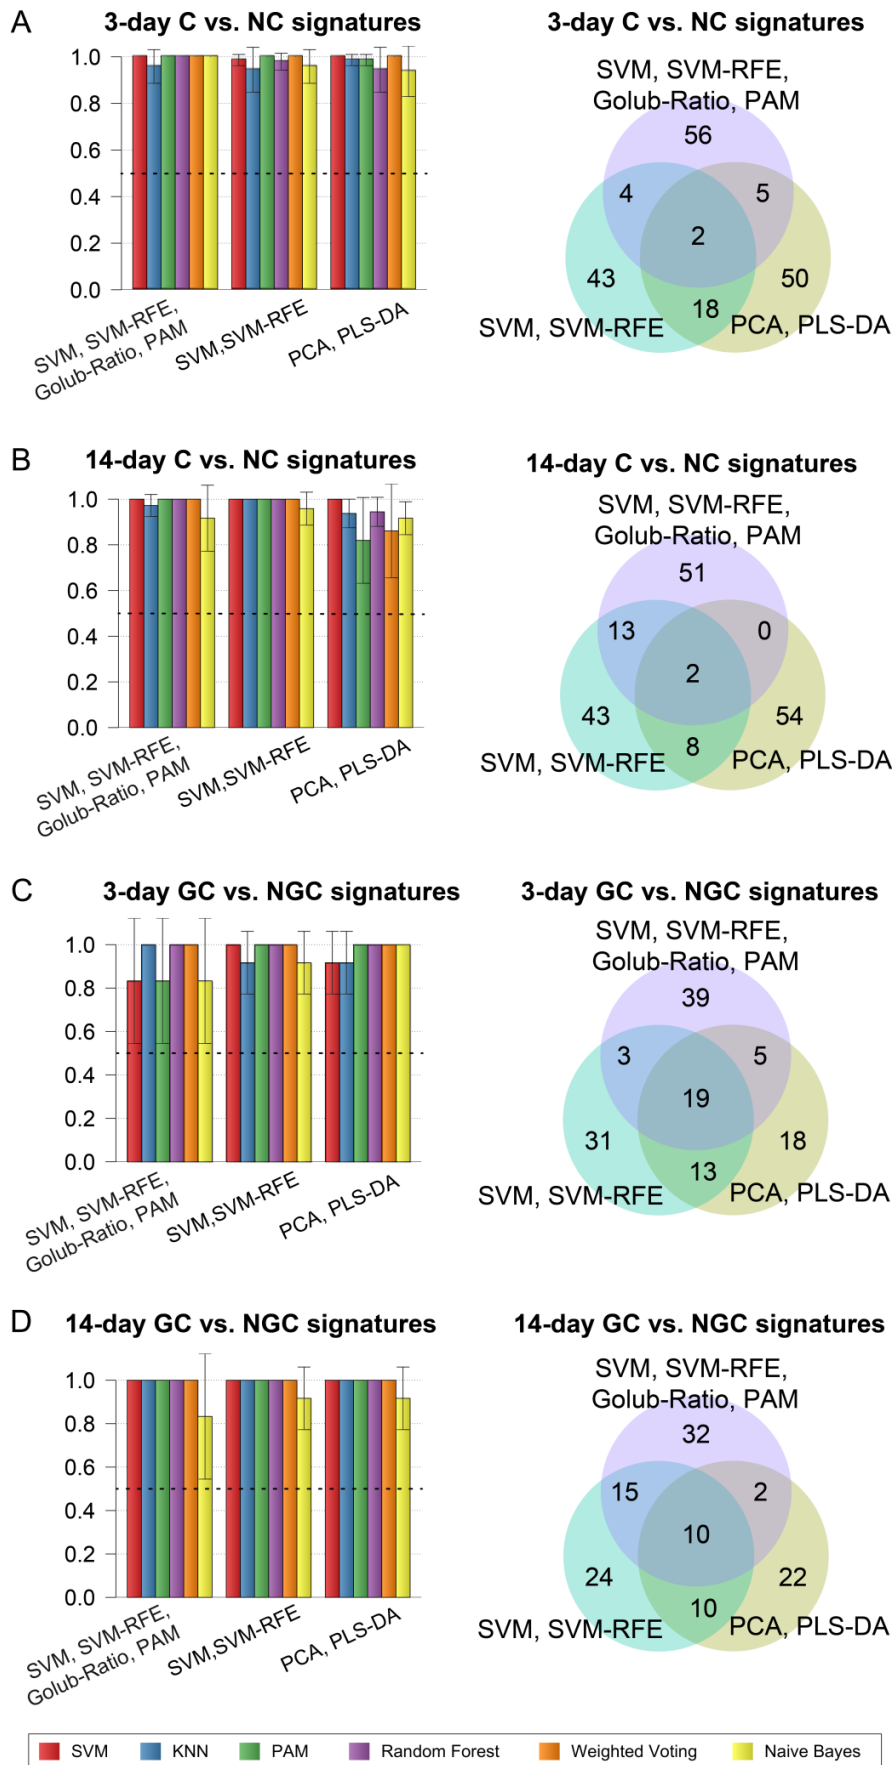 A
3-day C vs. NC signatures
1.0
0.8
0.6
0.4
0.2
0.0
SVM, SVM-RFE,
Golub-Ratio, PAM
SVM,SVM-RFE
PCA, PLS-DA
3-day C vs. NC signatures
SVM, SVM-RFE,
Golub-Ratio, PAM
56
4
5
2
43
50
18
SVM, SVM-RFE
PCA, PLS-DA
B
14-day C vs. NC signatures
1.0
0.8
0.6
0.4
0.2
0.0
SVM, SVM-RFE,
Golub-Ratio, PAM
SVM,SVM-RFE
PCA, PLS-DA
14-day C vs. NC signatures
SVM, SVM-RFE,
Golub-Ratio, PAM
51
13
0
2
43
54
8
SVM, SVM-RFE
PCA, PLS-DA
C
3-day GC vs. NGC signatures
1.0
0.8
0.6
0.4
0.2
0.0
SVM, SVM-RFE,
Golub-Ratio, PAM
SVM,SVM-RFE
PCA, PLS-DA
3-day GC vs. NGC signatures
SVM, SVM-RFE,
Golub-Ratio, PAM
39
3
5
19
31
18
13
SVM, SVM-RFE
PCA, PLS-DA
D
14-day GC vs. NGC signatures
1.0
0.8
0.6
0.4
0.2
0.0
SVM, SVM-RFE,
Golub-Ratio, PAM
SVM,SVM-RFE
PCA, PLS-DA
14-day GC vs. NGC signatures
SVM, SVM-RFE,
Golub-Ratio, PAM
32
15
2
10
24
22
10
SVM, SVM-RFE
PCA, PLS-DA
SVM KNN PAM Random Forest Weighted Voting Naive Bayes